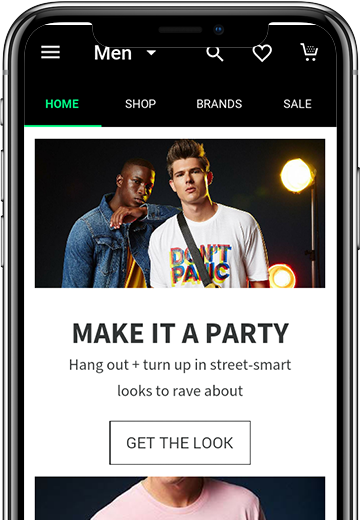 Men
HOME SHOP BRANDS SALE
DON'T
PANIC
MAKE IT A PARTY
Hang out + turn up in street-smart
looks to rave about
GET THE LOOK